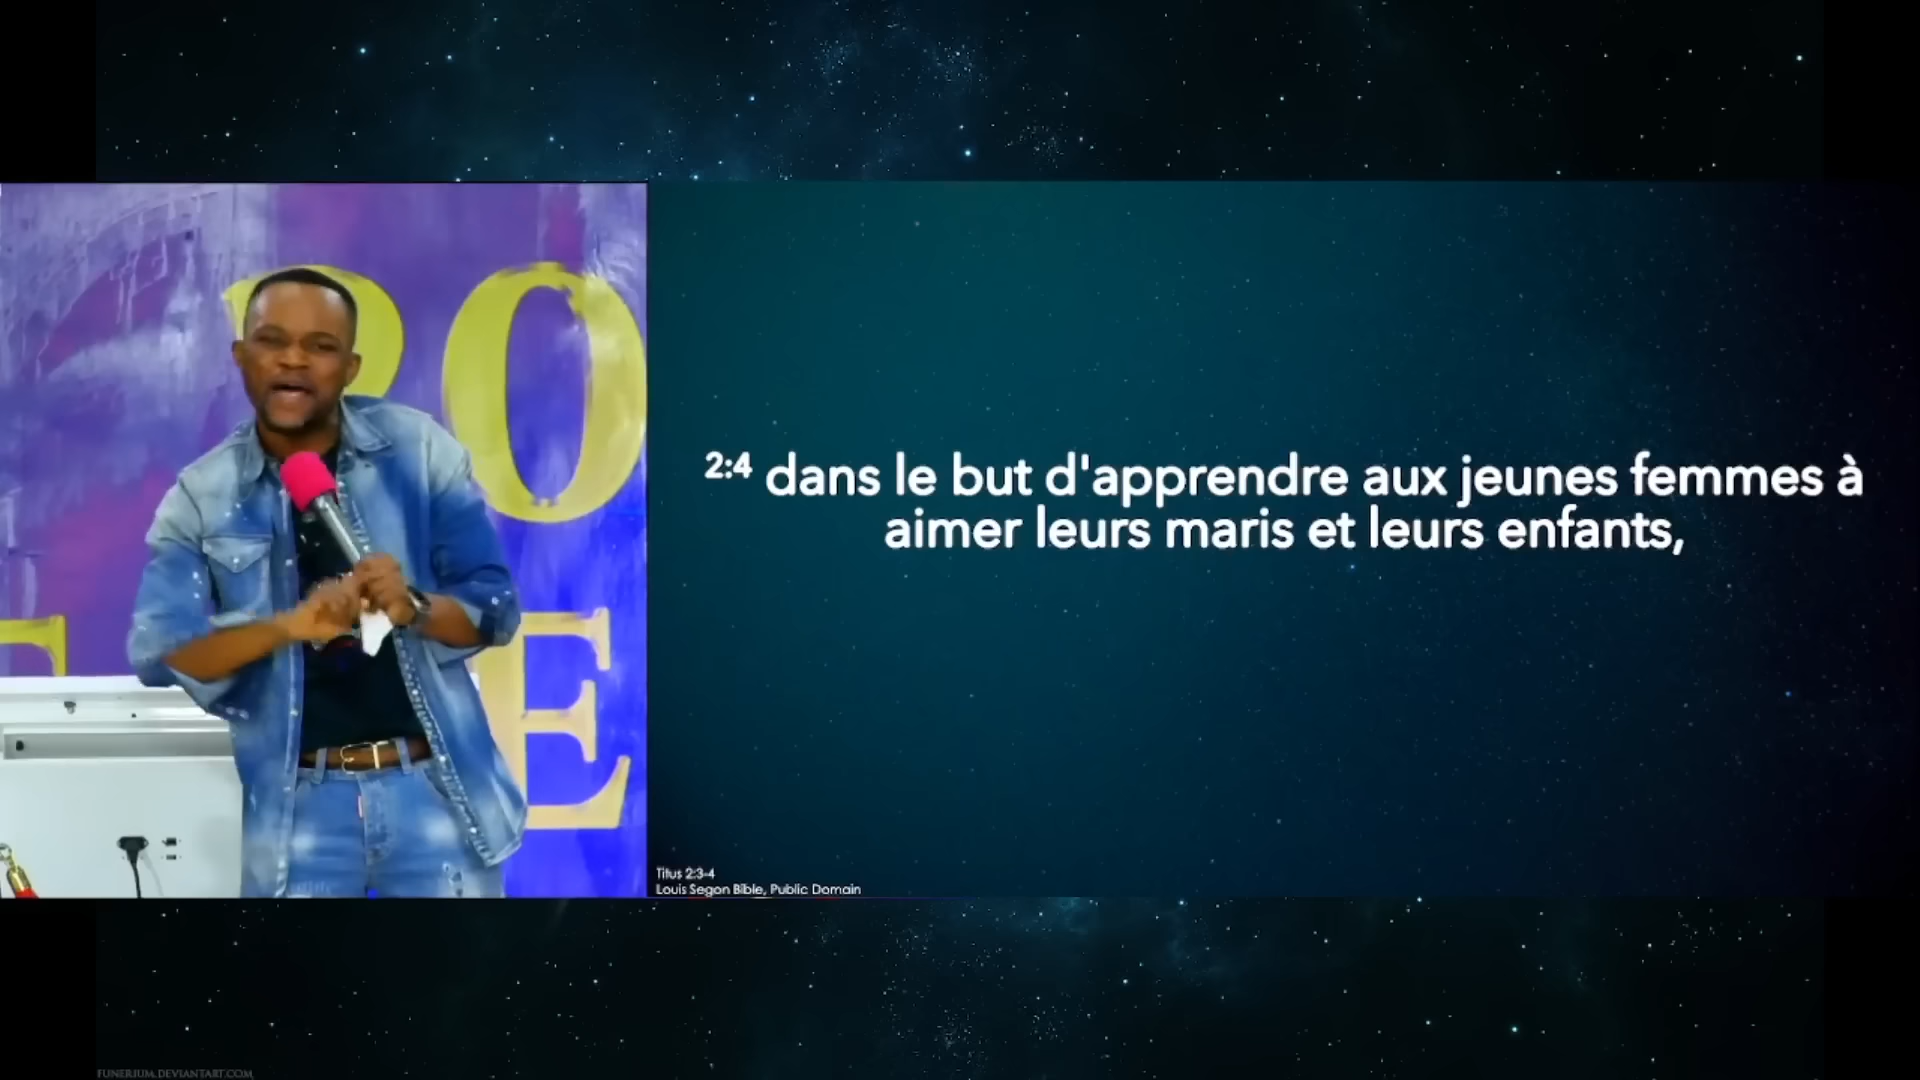 RO
E
2:4 dans le but d'apprendre aux jeunes femmes à
aimer leurs maris et leurs enfants,
Titus 2:3-4
Louis Segon Bible, Public Domain
FUNERIUM.DEVIANTART.COM